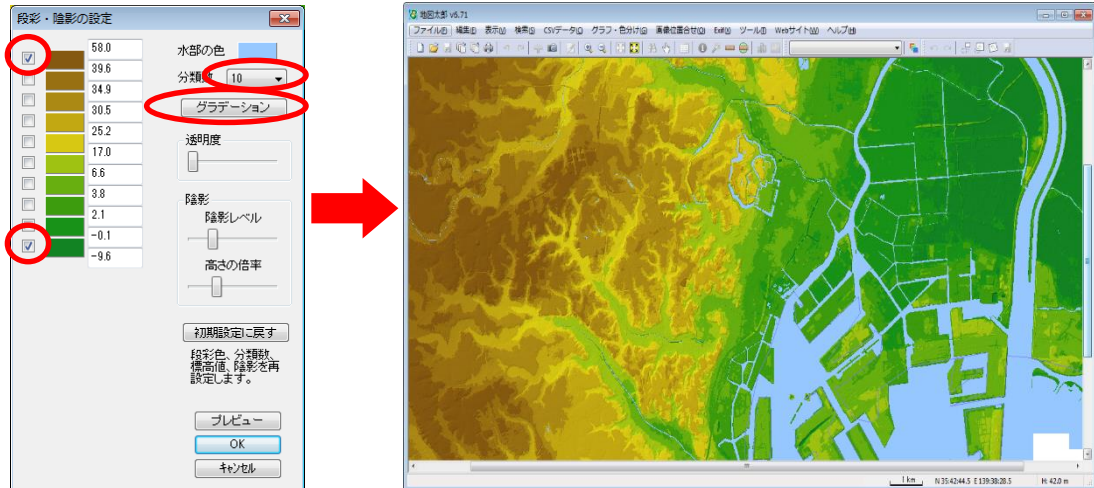 段彩・陰影の設定
58.0
39.6
34.9
30.5
25.2
17.0
6.6
3.8
2.1
-0.1
-9.6
水部の色
分類数 10
グラデーション
透明度
陰影
陰影レベル
高さの倍率
初期設定に戻す
段彩色、分類数、
標高値、陰影を再
設定します。
プレビュー
OK
キャンセル
地図太郎 v6.71
ファイル(F) 編集(E) 表示(V) 検索(S) CSVデータ(C) グラフ・色分け(G) 画像位置合せ(O) Exif(X) ツール(T) Webサイト(W) ヘルプ(H)
1 km N 35:42:44.5 E 139:38:28.5 H: 42.0 m